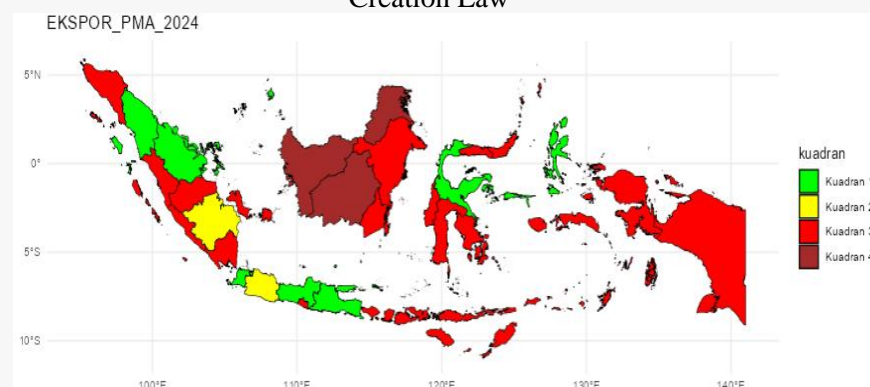 Creation Law
EKSPOR_PMA_2024
5°N
0°
5°S
10°S
100°E
110°E
120°E
130°E
140°E
kuadran
Kuadran 1
Kuadran 2
Kuadran 3
Kuadran 4